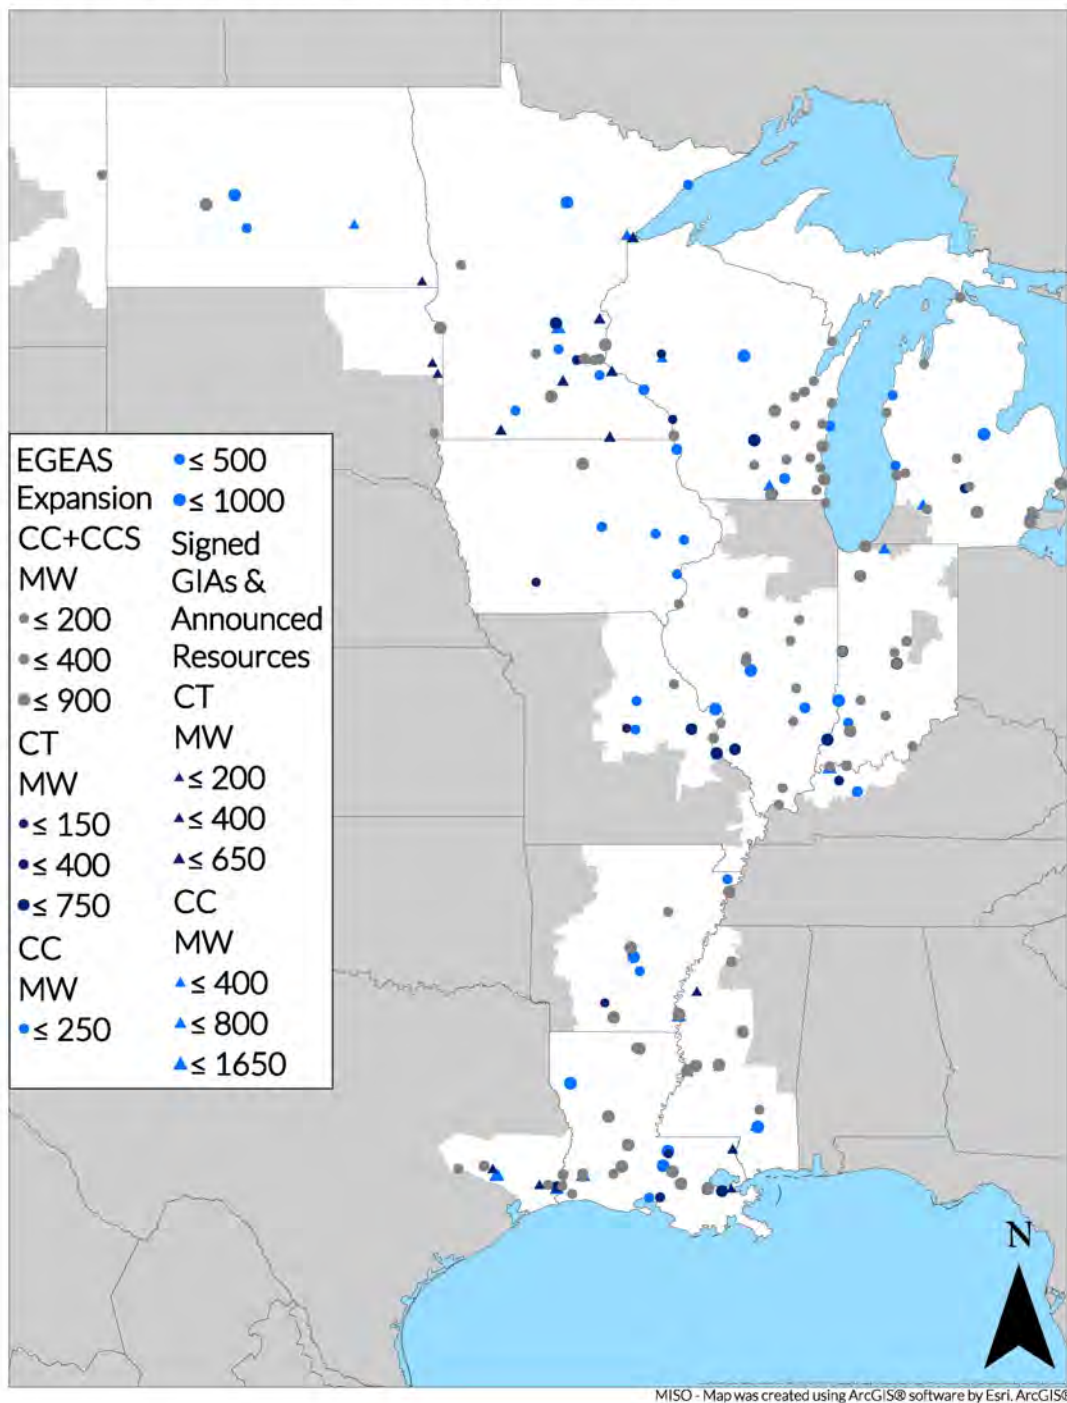 EGEAS
Expansion
CC+CCS
MW
≤ 200
≤ 400
≤ 900
CT
MW
≤ 150
≤ 400
≤ 750
CC
MW
≤ 250
≤ 500
≤ 1000
Signed
GIAs &
Announced
Resources
CT
MW
≤ 200
≤ 400
≤ 650
CC
MW
≤ 400
≤ 800
≤ 1650
N
MISO - Map was created using ArcGIS® software by Esri. ArcGIS®